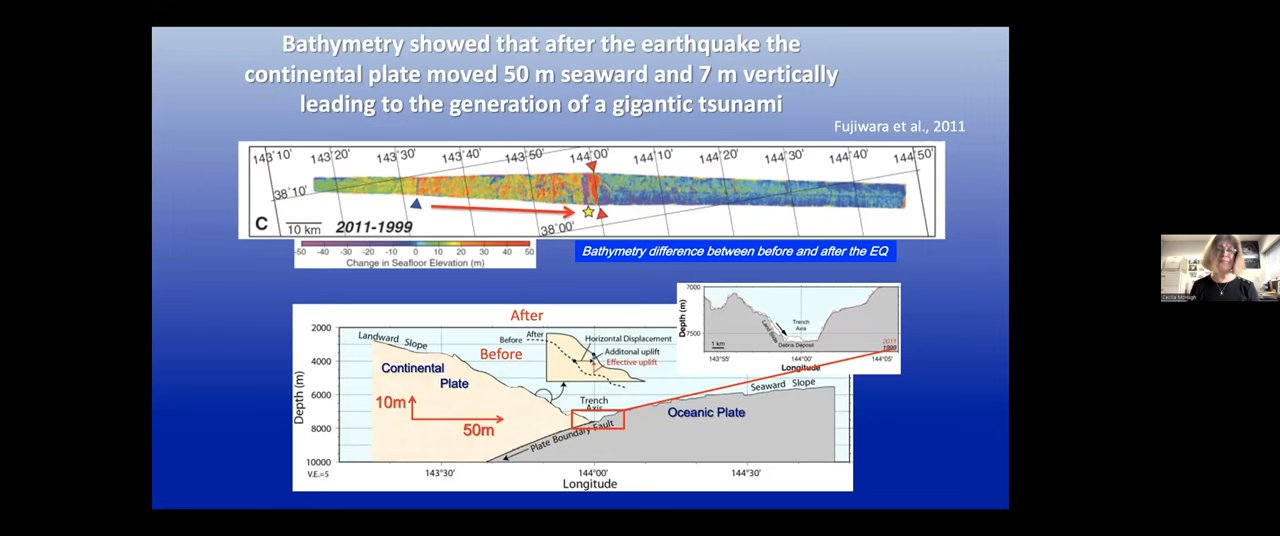 Bathymetry showed that after the earthquake the
continental plate moved 50 m seaward and 7 m vertically
leading to the generation of a gigantic tsunami
Fujiwara et al., 2011
143˚10' 143˚20' 143˚30' 143˚40' 143˚50' 144˚00' 144˚10' 144˚20' 144˚30' 144˚40' 144˚50'
38˚10'
38˚00'
C 10 km 2011-1999
-50 -40 -30 -20 -10 0 10 20 30 40 50
Change in Seafloor Elevation (m)
Bathymetry difference between before and after the EQ
Cecilia McHugh
7000
7500
Depth (m)
Land Side
Trench
Axis
Debris Deposit
1 km
2011
1999
143°55' 144°00' 144°05'
Longitude
After
Before
2000
4000
6000
8000
10000
Depth (m)
V.E.=5
Landward Slope
Continental
Plate
10m
50m
After
Before
Horizontal Displacement
Additonal uplift
Effective uplift
Trench
Axis
Plate Boundary Fault
Oceanic Plate
Seaward Slope
143°30' 144°00' 144°30'
Longitude